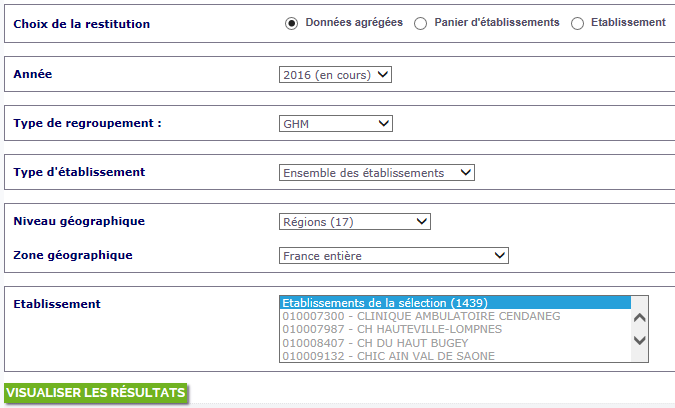 Choix de la restitution Données agrégées Panier d'établissements Etablissement
Année 2016 (en cours)
Type de regroupement : GHM
Type d'établissement Ensemble des établissements
Niveau géographique Régions (17)
Zone géographique France entière
Etablissement Etablissements de la sélection (1439)
010007300 - CLINIQUE AMBULATOIRE CENDANEG
010007987 - CH HAUTEVILLE-LOMPNES
010008407 - CH DU HAUT BUGEY
010009132 - CHIC AIN VAL DE SAONE
VISUALISER LES RÉSULTATS